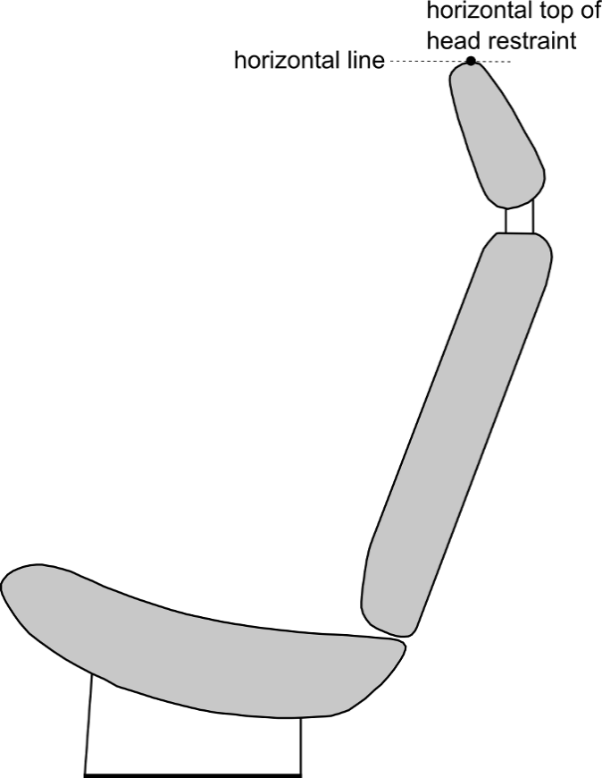 horizontal top of
head restraint
horizontal line